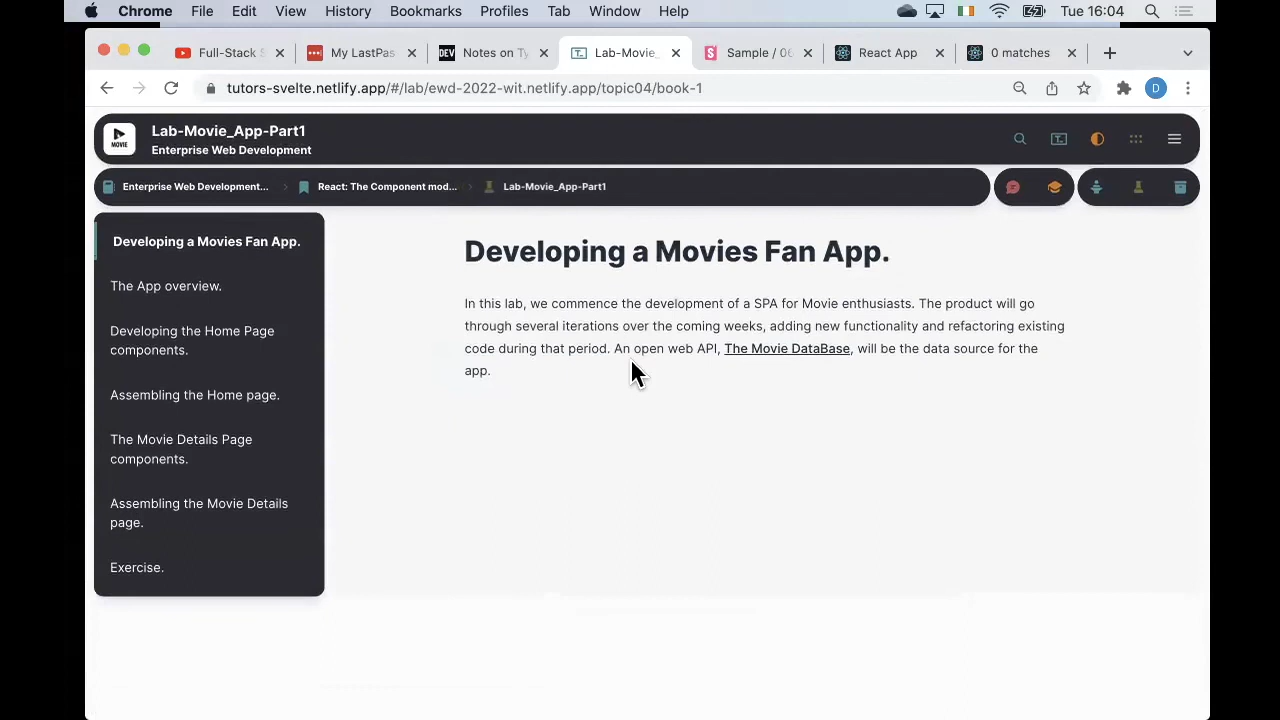 Chrome File Edit View History Bookmarks Profiles Tab Window Help Tue 16:04
Full-Stack S
My LastPas
DEV Notes on Ty
Lab-Movie_
Sample / 06
React App
0 matches
tutors-svelte.netlify.app/#/lab/ewd-2022-wit.netlify.app/topic04/book-1
D
MOVIE
Lab-Movie_App-Part1
Enterprise Web Development
Enterprise Web Development... React: The Component mod... Lab-Movie_App-Part1
Developing a Movies Fan App.
The App overview.
Developing the Home Page
components.
Assembling the Home page.
The Movie Details Page
components.
Assembling the Movie Details
page.
Exercise.
Developing a Movies Fan App.
In this lab, we commence the development of a SPA for Movie enthusiasts. The product will go
through several iterations over the coming weeks, adding new functionality and refactoring existing
code during that period. An open web API, The Movie DataBase, will be the data source for the
app.